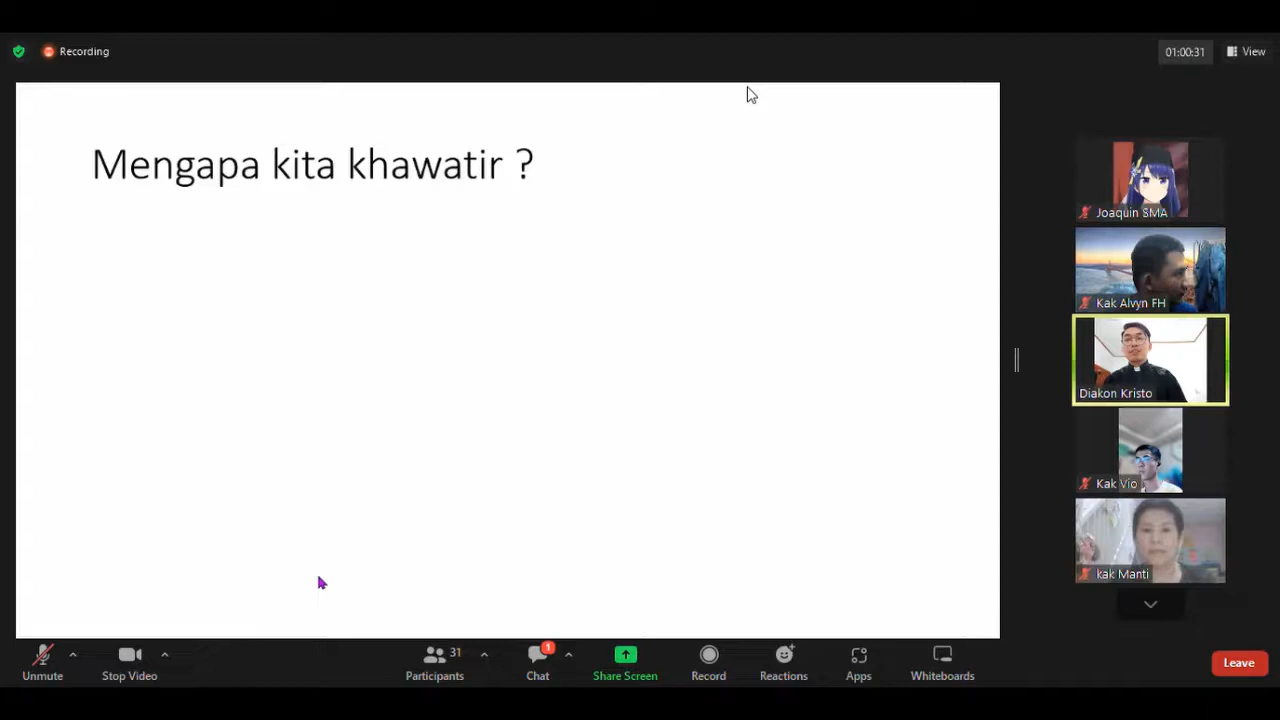 Recording
01:00:31
View
Mengapa kita khawatir ?
Joaquin SMA
Kak Alvyn FH
Diakon Kristo
Kak Vio
kak Manti
Unmute
Stop Video
31
Participants
1
Chat
Share Screen
Record
Reactions
Apps
Whiteboards
Leave